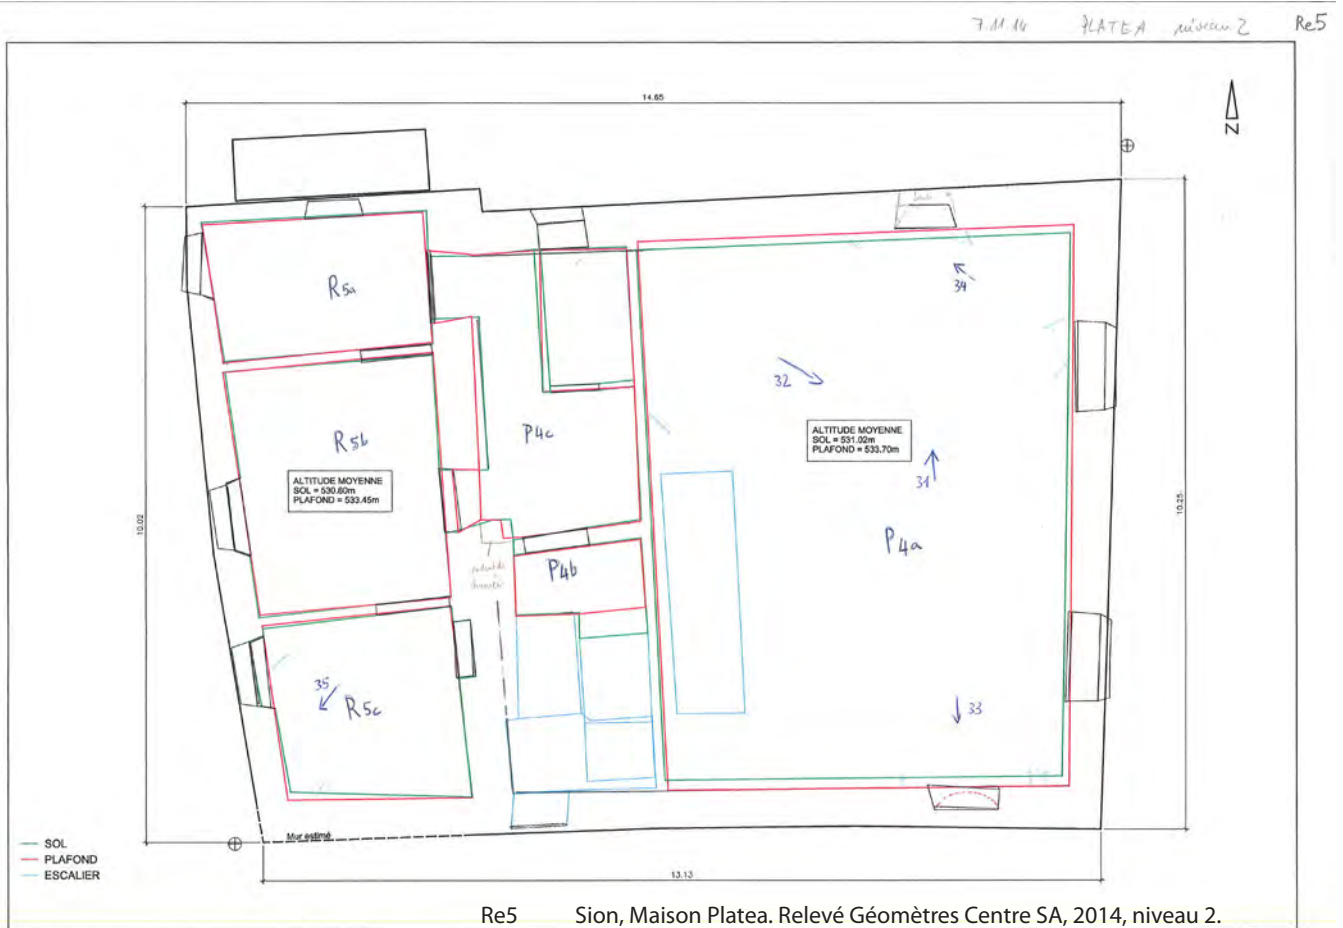 7.11.14 PLATEA niveau 2 Re5
14.65
N
R5a
34
32
ALTITUDE MOYENNE
SOL = 531.02m
PLAFOND = 533.70m
P4c
R5b
ALTITUDE MOYENNE
SOL = 530.60m
PLAFOND = 533.45m
31
10.02
10.25
P4a
P4b
35
R5c
33
Mur estimé
SOL
PLAFOND
ESCALIER
13.13
Re5 Sion, Maison Platea. Relevé Géomètres Centre SA, 2014, niveau 2.